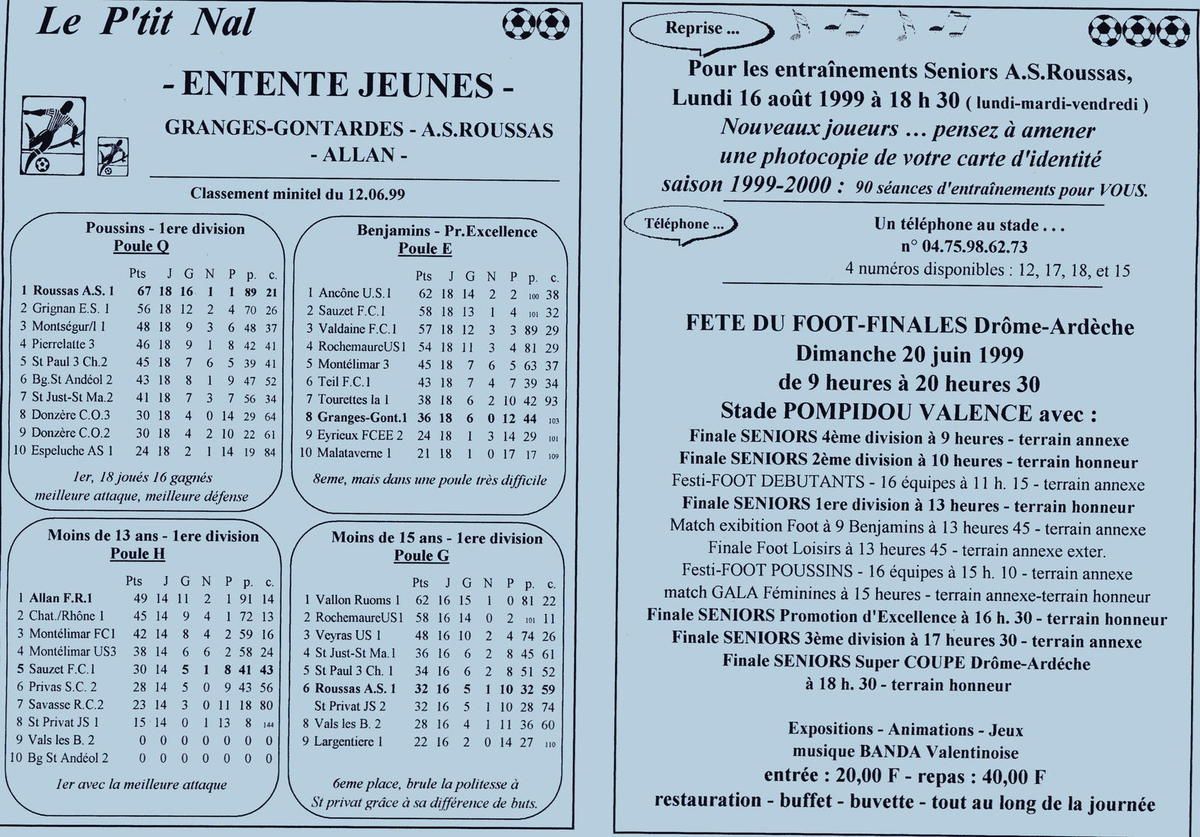 Le P'tit Nal
- ENTENTE JEUNES -
GRANGES-GONTARDES - A.S.ROUSSAS
- ALLAN -
Classement minitel du 12.06.99
Poussins - 1ere division
Poule Q
Pts J G N P p. c.
1 Roussas A.S. 1 67 18 16 1 1 89 21
2 Grignan E.S. 1 56 18 12 2 4 70 26
3 Montségur/l 1 48 18 9 3 6 48 37
4 Pierrelatte 3 46 18 9 1 8 42 41
5 St Paul 3 Ch.2 45 18 7 6 5 39 41
6 Bg.St Andéol 2 43 18 8 1 9 47 52
7 St Just-St Ma.2 41 18 7 3 7 56 34
8 Donzère C.O.3 30 18 4 0 14 29 64
9 Donzère C.O.2 30 18 4 2 10 22 61
10 Espeluche AS 1 24 18 2 1 14 19 84
1er, 18 joués 16 gagnés
meilleure attaque, meilleure défense
Benjamins - Pr.Excellence
Poule E
Pts J G N P p. c.
1 Ancône U.S.1 62 18 14 2 2 100 38
2 Sauzet F.C.1 58 18 13 1 4 101 32
3 Valdaine F.C.1 57 18 12 3 3 89 29
4 RochemaureUS1 54 18 11 3 4 81 29
5 Montélimar 3 45 18 7 6 5 63 37
6 Teil F.C.1 43 18 7 4 7 39 34
7 Tourettes la 1 38 18 6 2 10 42 93
8 Granges-Gont.1 36 18 6 0 12 44 103
9 Eyrieux FCEE 2 24 18 1 3 14 29 101
10 Malataverne 1 21 18 1 0 17 17 109
8eme, mais dans une poule très difficile
Moins de 13 ans - 1ere division
Poule H
Pts J G N P p. c.
1 Allan F.R.1 49 14 11 2 1 91 14
2 Chat./Rhône 1 45 14 9 4 1 72 13
3 Montélimar FC1 42 14 8 4 2 59 16
4 Montélimar US3 38 14 6 6 2 58 24
5 Sauzet F.C.1 30 14 5 1 8 41 43
6 Privas S.C. 2 28 14 5 0 9 43 56
7 Savasse R.C.2 23 14 3 0 11 18 80
8 St Privat JS 1 15 14 0 1 13 8 144
9 Vals les B. 2 0 0 0 0 0 0 0
10 Bg St Andéol 2 0 0 0 0 0 0 0
1er avec la meilleure attaque
Moins de 15 ans - 1ere division
Poule G
Pts J G N P p. c.
1 Vallon Ruoms 1 62 16 15 1 0 81 22
2 RochemaureUS1 58 16 14 0 2 101 11
3 Veyras US 1 48 16 10 2 4 74 26
4 St Just-St Ma.1 36 16 6 2 8 45 61
5 St Paul 3 Ch. 1 34 16 6 2 8 51 52
6 Roussas A.S. 1 32 16 5 1 10 32 59
St Privat JS 2 32 16 5 1 10 28 74
8 Vals les B. 2 28 16 4 1 11 36 60
9 Largentiere 1 22 16 2 0 14 27 110
6eme place, brule la politesse à
St privat grâce à sa différence de buts.
Reprise ...
Pour les entraînements Seniors A.S.Roussas,
Lundi 16 août 1999 à 18 h 30 ( lundi-mardi-vendredi )
Nouveaux joueurs ... pensez à amener
une photocopie de votre carte d'identité
saison 1999-2000 : 90 séances d'entraînements pour VOUS.
Téléphone ...
Un téléphone au stade . . .
n° 04.75.98.62.73
4 numéros disponibles : 12, 17, 18, et 15
FETE DU FOOT-FINALES Drôme-Ardèche
Dimanche 20 juin 1999
de 9 heures à 20 heures 30
Stade POMPIDOU VALENCE avec :
Finale SENIORS 4ème division à 9 heures - terrain annexe
Finale SENIORS 2ème division à 10 heures - terrain honneur
Festi-FOOT DEBUTANTS - 16 équipes à 11 h. 15 - terrain annexe
Finale SENIORS 1ere division à 13 heures - terrain honneur
Match exibition Foot à 9 Benjamins à 13 heures 45 - terrain annexe
Finale Foot Loisirs à 13 heures 45 - terrain annexe exter.
Festi-FOOT POUSSINS - 16 équipes à 15 h. 10 - terrain annexe
match GALA Féminines à 15 heures - terrain annexe-terrain honneur
Finale SENIORS Promotion d'Excellence à 16 h. 30 - terrain honneur
Finale SENIORS 3ème division à 17 heures 30 - terrain annexe
Finale SENIORS Super COUPE Drôme-Ardéche
à 18 h. 30 - terrain honneur
Expositions - Animations - Jeux
musique BANDA Valentinoise
entrée : 20,00 F - repas : 40,00 F
restauration - buffet - buvette - tout au long de la journée